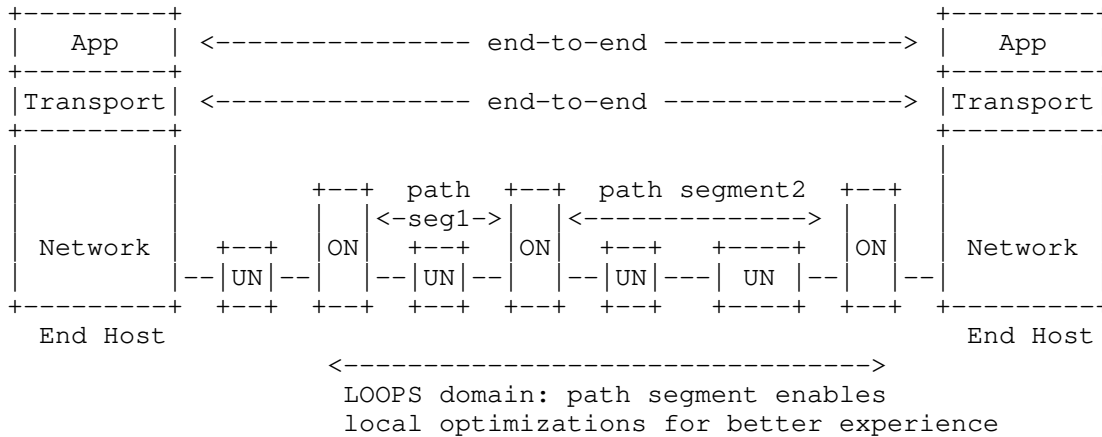 App <---------------- end-to-end ---------------> App
Transport <---------------- end-to-end ---------------> Transport
path path segment2
<-seg1-> <-------------->
Network ON ON ON Network
UN UN UN UN
End Host End Host
<---------------------------------->
LOOPS domain: path segment enables
local optimizations for better experience